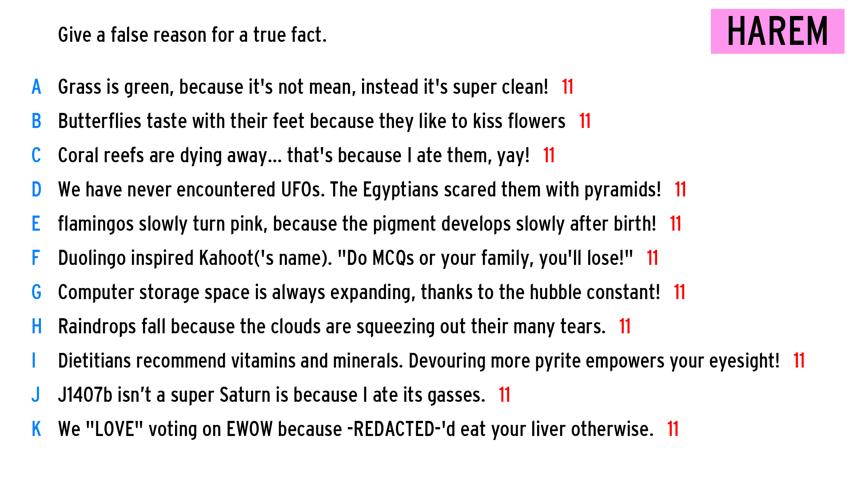 Give a false reason for a true fact.
HAREM
A Grass is green, because it's not mean, instead it's super clean! 11
B Butterflies taste with their feet because they like to kiss flowers 11
C Coral reefs are dying away... that's because I ate them, yay! 11
D We have never encountered UFOs. The Egyptians scared them with pyramids! 11
E flamingos slowly turn pink, because the pigment develops slowly after birth! 11
F Duolingo inspired Kahoot('s name). "Do MCQs or your family, you'll lose!" 11
G Computer storage space is always expanding, thanks to the hubble constant! 11
H Raindrops fall because the clouds are squeezing out their many tears. 11
I Dietitians recommend vitamins and minerals. Devouring more pyrite empowers your eyesight! 11
J J1407b isn't a super Saturn is because I ate its gasses. 11
K We "LOVE" voting on EWOW because -REDACTED-'d eat your liver otherwise. 11